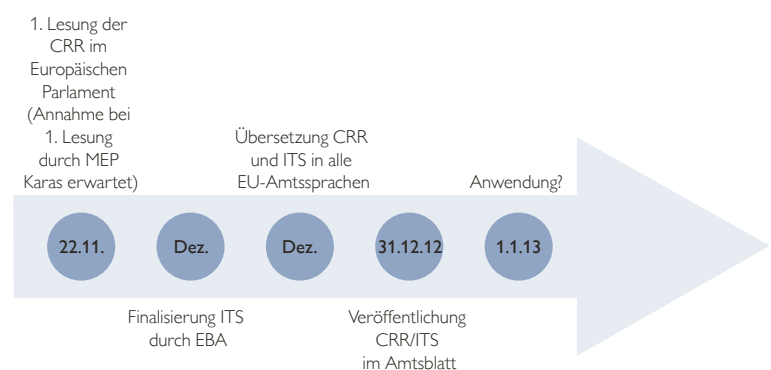 1. Lesung der
CRR im
Europäischen
Parlament
(Annahme bei
1. Lesung
durch MEP
Karas erwartet)
Übersetzung CRR
und ITS in alle
EU-Amtssprachen
Anwendung?
22.11.
Dez.
Dez.
31.12.12
1.1.13
Finalisierung ITS
durch EBA
Veröffentlichung
CRR/ITS
im Amtsblatt